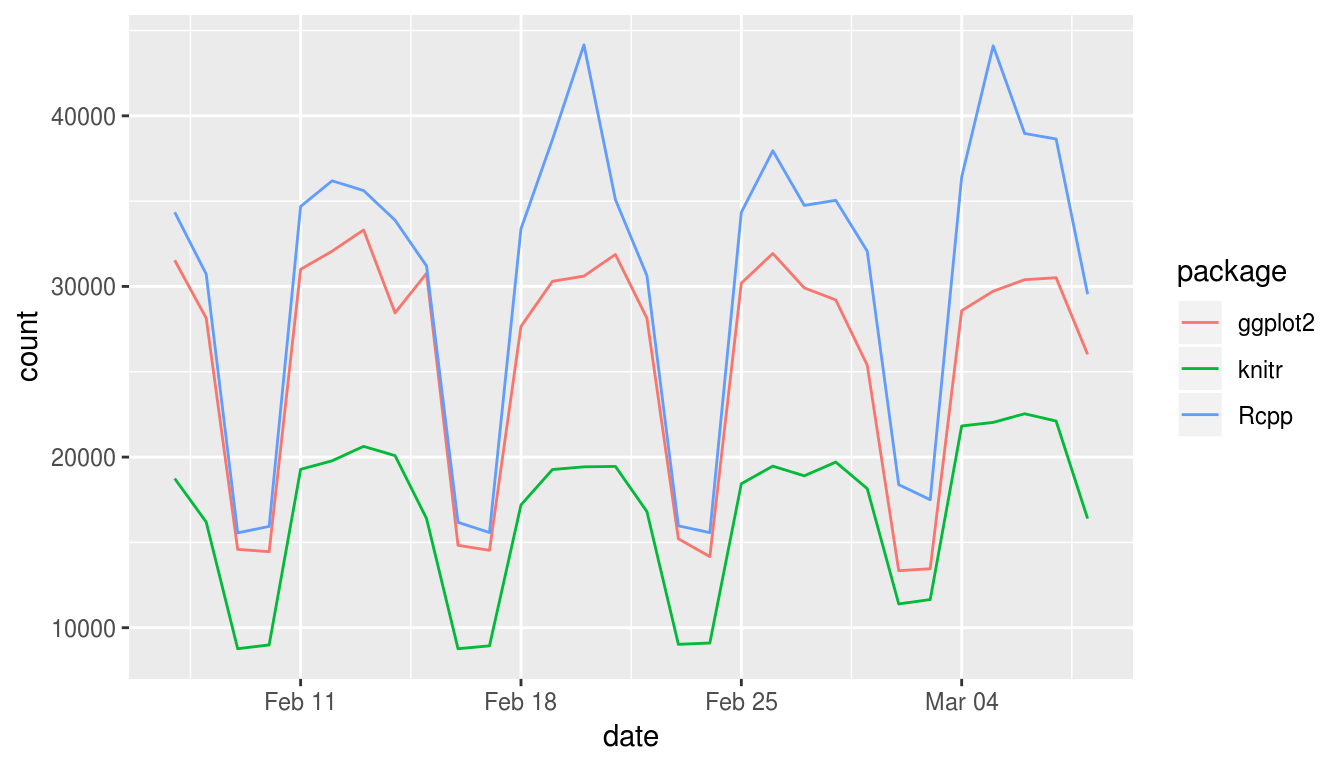 40000
30000
20000
10000
count
Feb 11
Feb 18
Feb 25
Mar 04
date
package
ggplot2
knitr
Rcpp